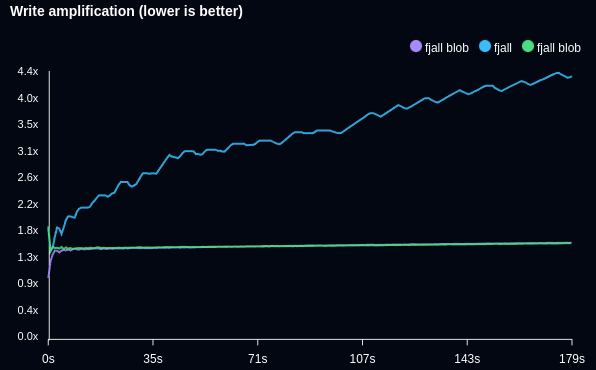 Write amplification (lower is better)
fjall blob fjall fjall blob
4.4x
4.0x
3.5x
3.1x
2.6x
2.2x
1.8x
1.3x
0.9x
0.4x
0.0x
0s 35s 71s 107s 143s 179s